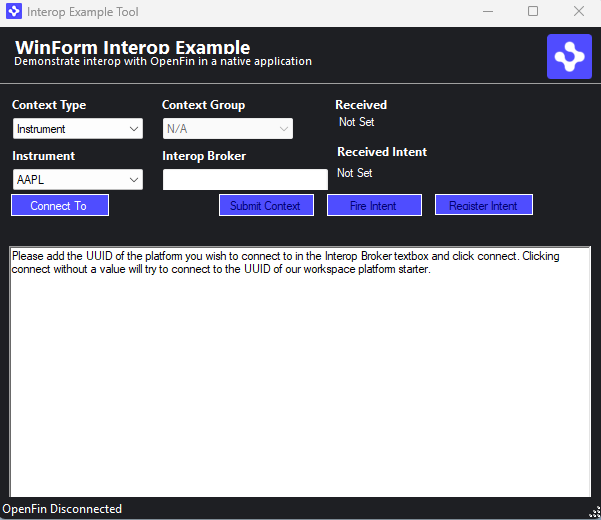 Interop Example Tool
WinForm Interop Example
Demonstrate interop with OpenFin in a native application
Context Type
Context Group
Received
Instrument
N/A
Not Set
Instrument
Interop Broker
Received Intent
AAPL
Not Set
Connect To
Submit Context
Fire Intent
Register Intent
Please add the UUID of the platform you wish to connect to in the Interop Broker textbox and click connect. Clicking
connect without a value will try to connect to the UUID of our workspace platform starter.
OpenFin Disconnected